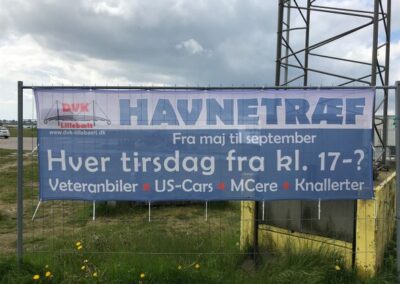 DVK
Lillebælt
www.dvk-lillebaelt.dk
HAVNETRÆF
Fra maj til september
Hver tirsdag fra kl. 17-?
Veteranbiler ★ US-Cars ★ MCere ★ Knallerter